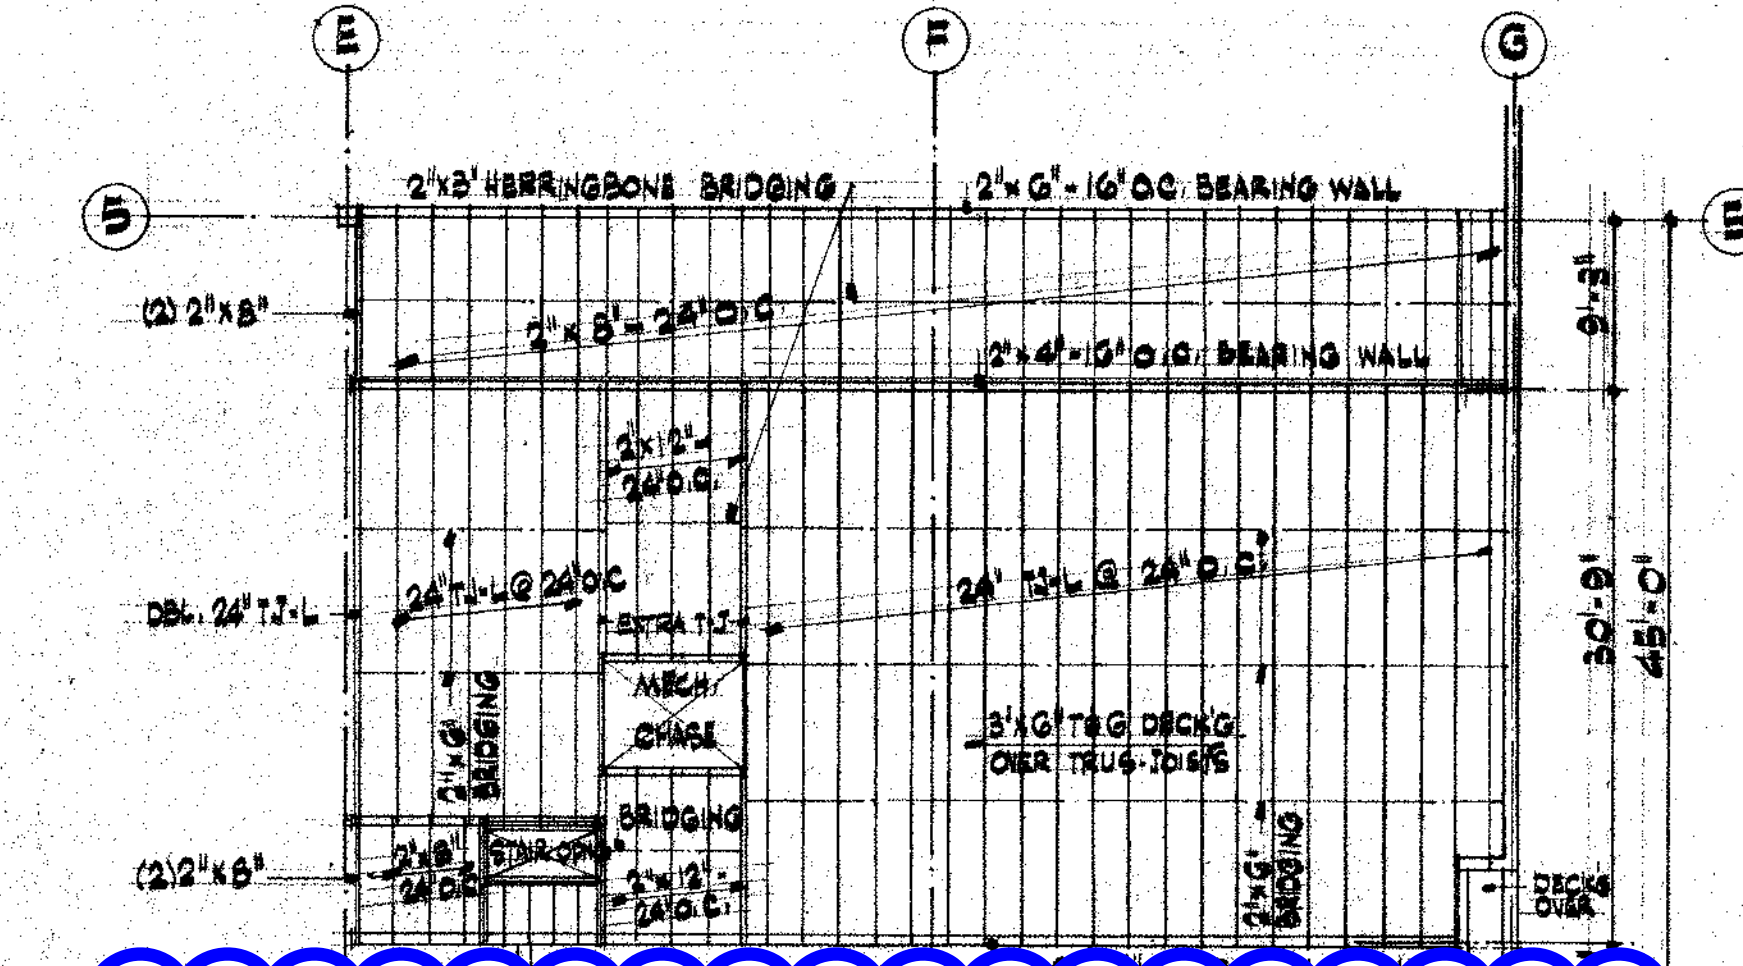 E
F
G
2"x3" HERRINGBONE BRIDGING
2"x6"-16" O.C. BEARING WALL
5
(2) 2"x8"
2"x8"-24" O.C.
9'-3"
2"x4"-16" O.C. BEARING WALL
2"x12"-
24" O.C.
24" TJ-L @ 24" O.C.
24" TJ-L @ 24" O.C.
DBL. 24" TJ-L
EXTRA T-J
30'-9"
45'-0"
MECH.
CHASE
2"x6"
BRIDGING
3"x6" T&G DECK'G
OVER TRUS-JOISTS
BRIDGING
(2) 2"x8"
2"x8"
24" O.C.
STAIR OPN'G
2"x12"-
24" O.C.
2"x6"
BRIDGING
DECK'G
OVER